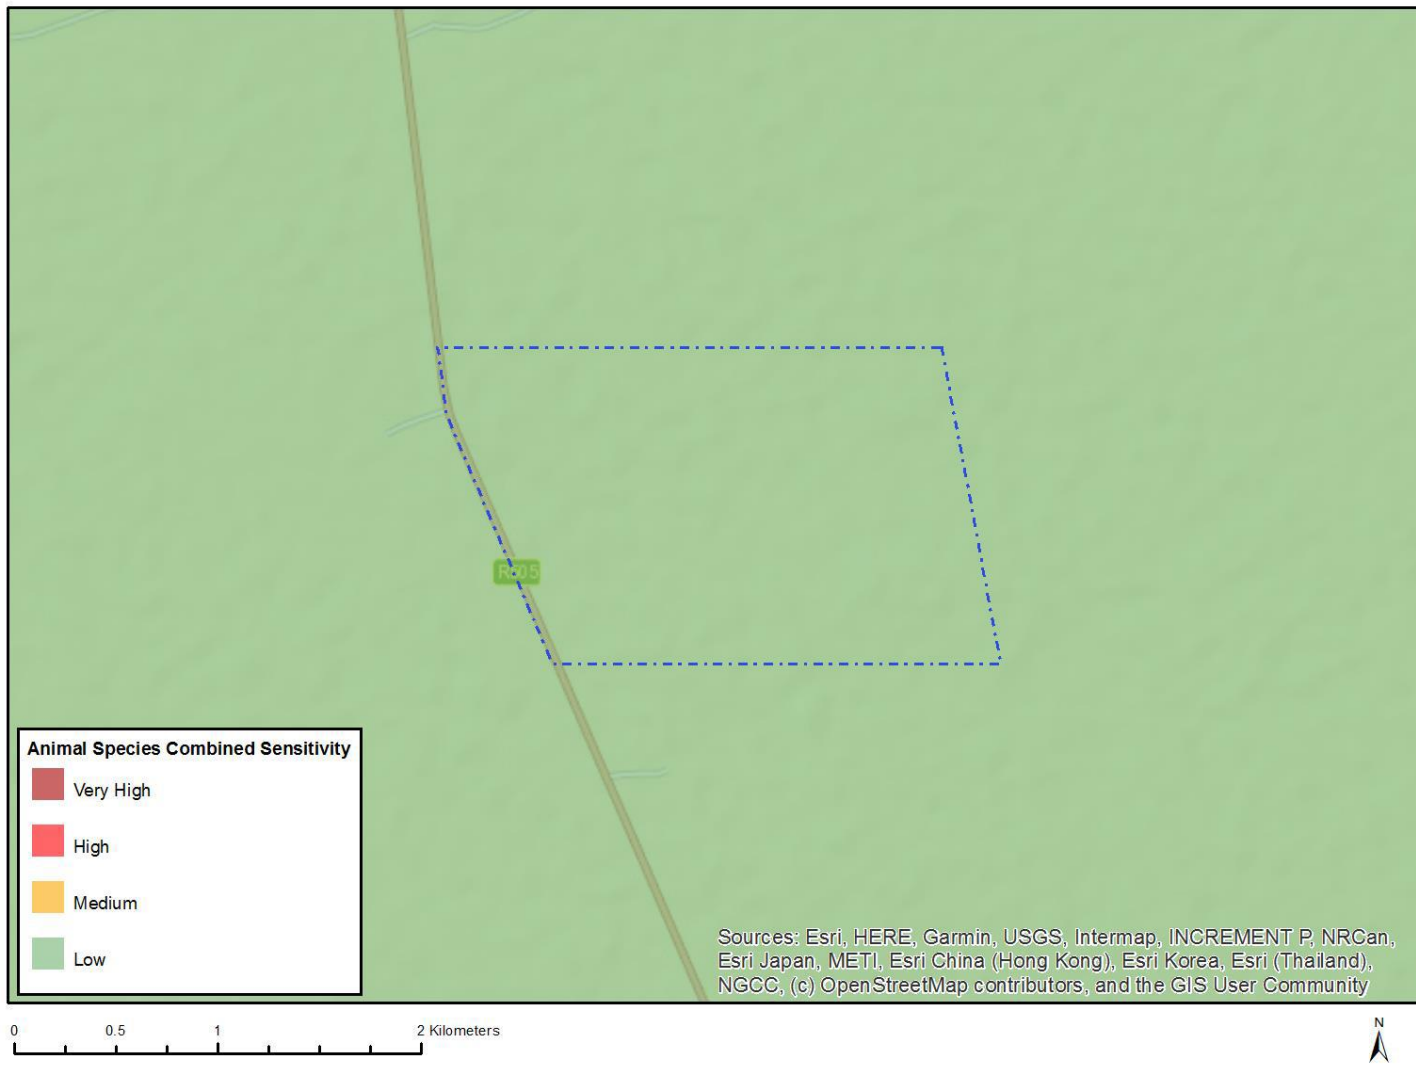 Animal Species Combined Sensitivity
Very High
High
Medium
Low
Sources: Esri, HERE, Garmin, USGS, Intermap, INCREMENT P, NRCan,
Esri Japan, METI, Esri China (Hong Kong), Esri Korea, Esri (Thailand),
NGCC, (c) OpenStreetMap contributors, and the GIS User Community
0 0.5 1 2 Kilometers
N